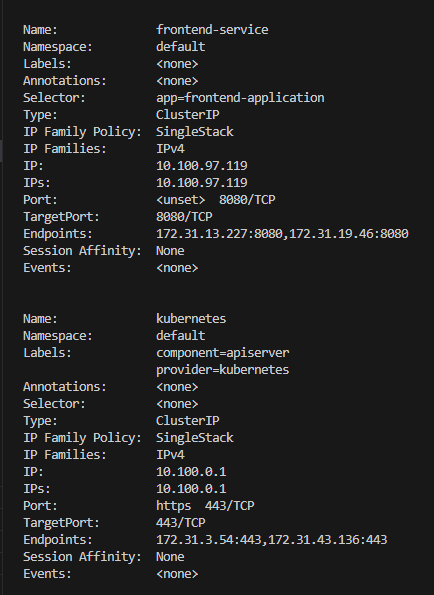 Name: frontend-service
Namespace: default
Labels: <none>
Annotations: <none>
Selector: app=frontend-application
Type: ClusterIP
IP Family Policy: SingleStack
IP Families: IPv4
IP: 10.100.97.119
IPs: 10.100.97.119
Port: <unset> 8080/TCP
TargetPort: 8080/TCP
Endpoints: 172.31.13.227:8080,172.31.19.46:8080
Session Affinity: None
Events: <none>
Name: kubernetes
Namespace: default
Labels: component=apiserver
provider=kubernetes
Annotations: <none>
Selector: <none>
Type: ClusterIP
IP Family Policy: SingleStack
IP Families: IPv4
IP: 10.100.0.1
IPs: 10.100.0.1
Port: https 443/TCP
TargetPort: 443/TCP
Endpoints: 172.31.3.54:443,172.31.43.136:443
Session Affinity: None
Events: <none>